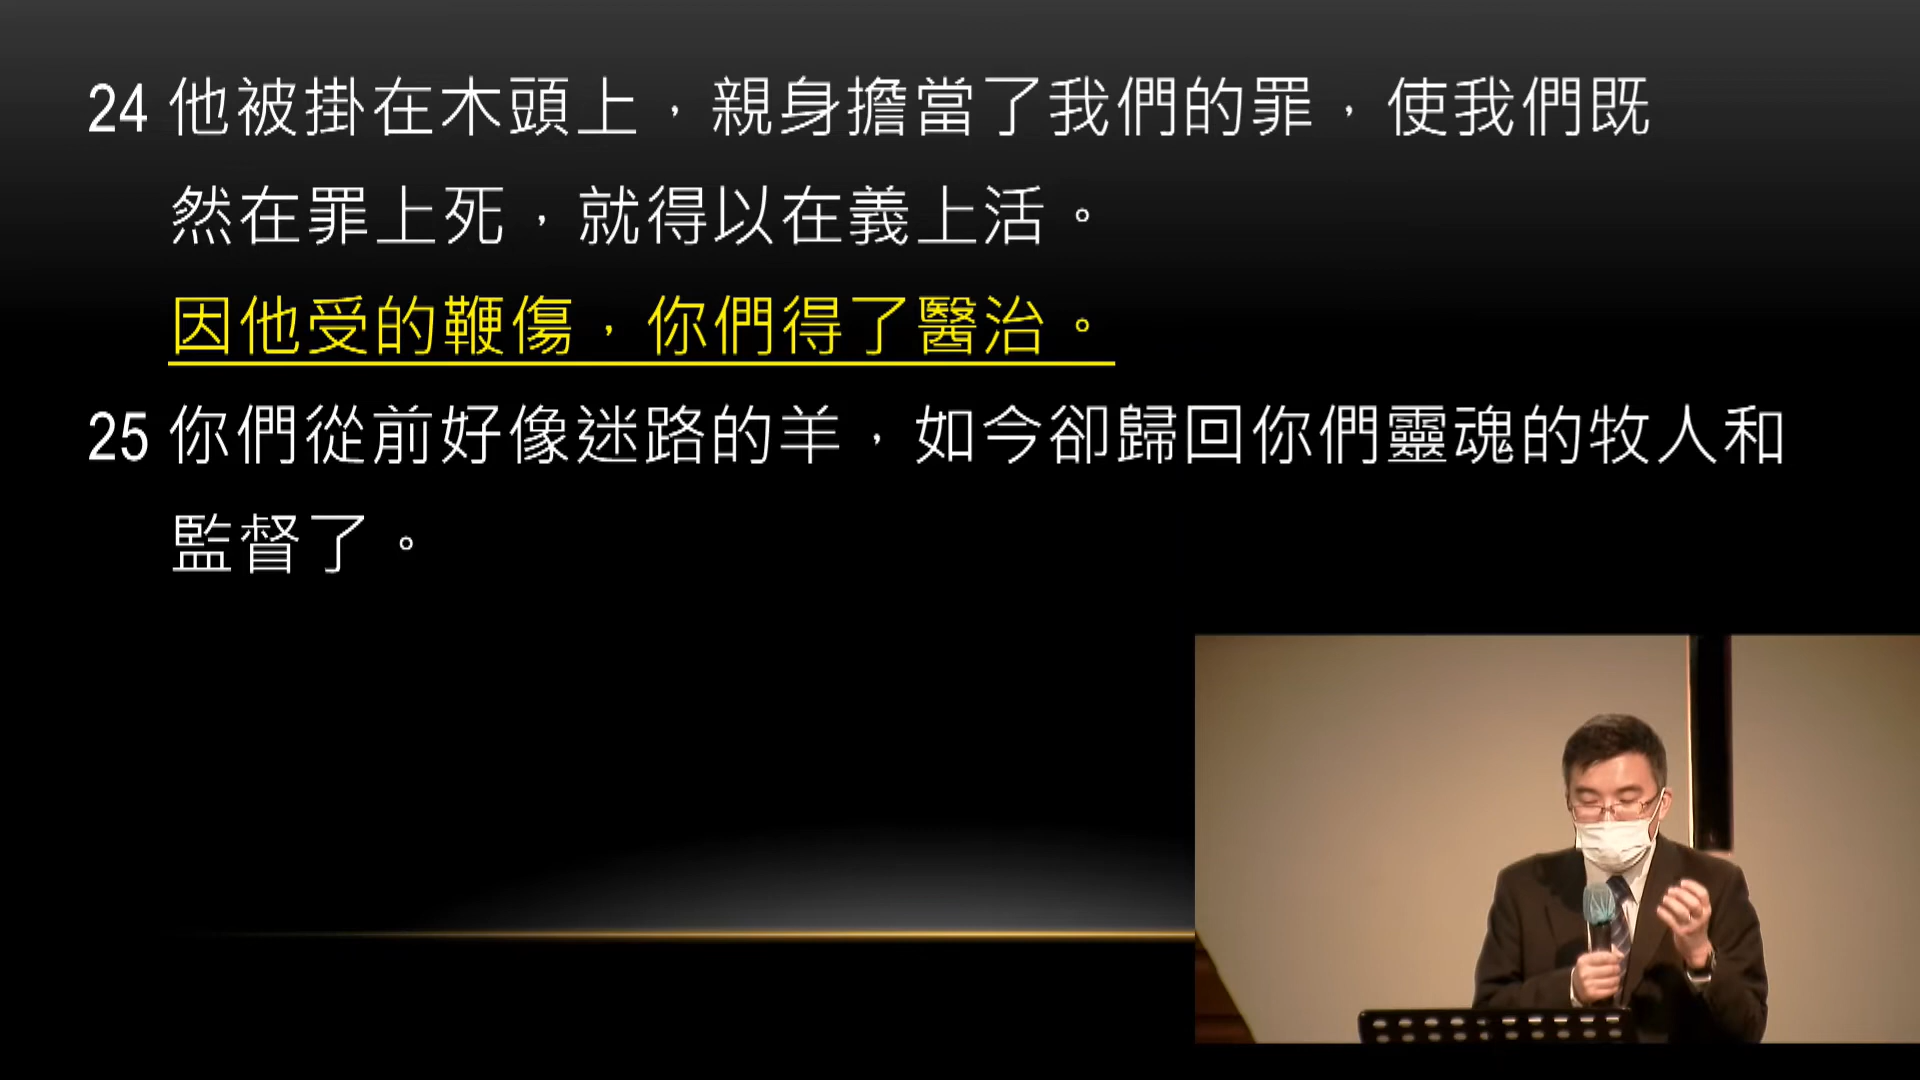 24 他被掛在木頭上，親身擔當了我們的罪，使我們既
然在罪上死，就得以在義上活。
因他受的鞭傷，你們得了醫治。
25 你們從前好像迷路的羊，如今卻歸回你們靈魂的牧人和
監督了。